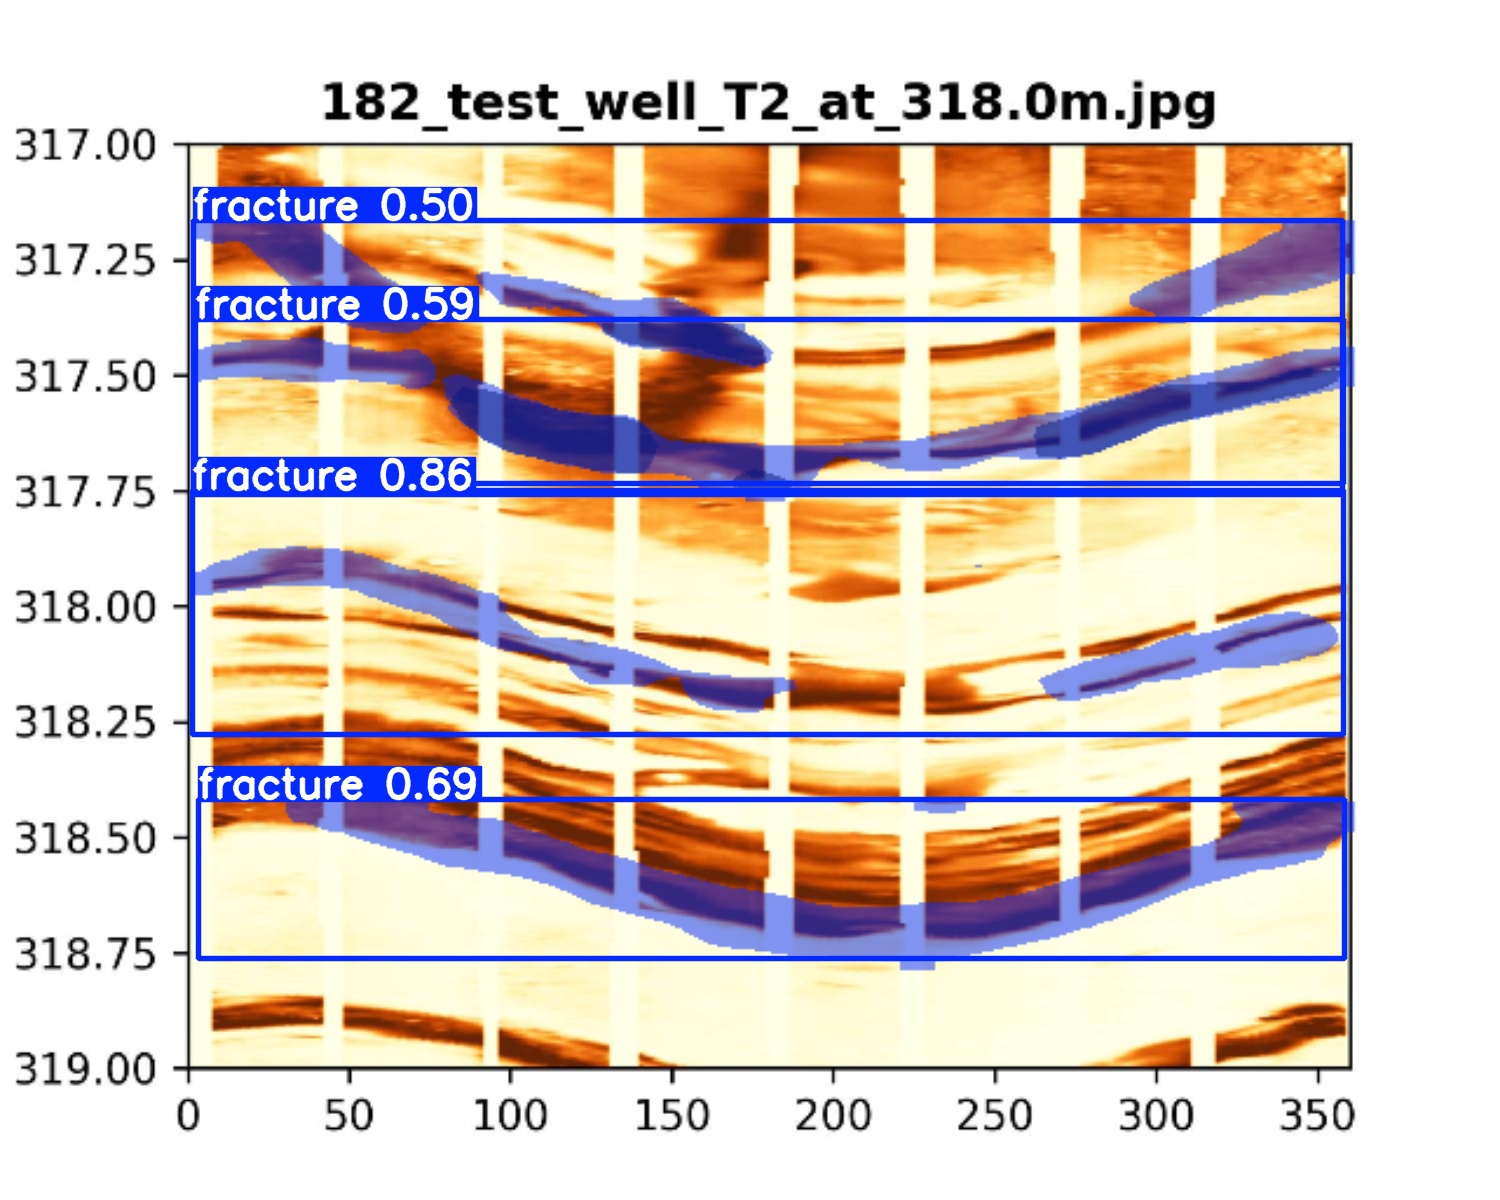 182_test_well_T2_at_318.0m.jpg
317.00
fracture 0.50
317.25
fracture 0.59
317.50
fracture 0.86
317.75
318.00
318.25
fracture 0.69
318.50
318.75
319.00
0 50 100 150 200 250 300 350